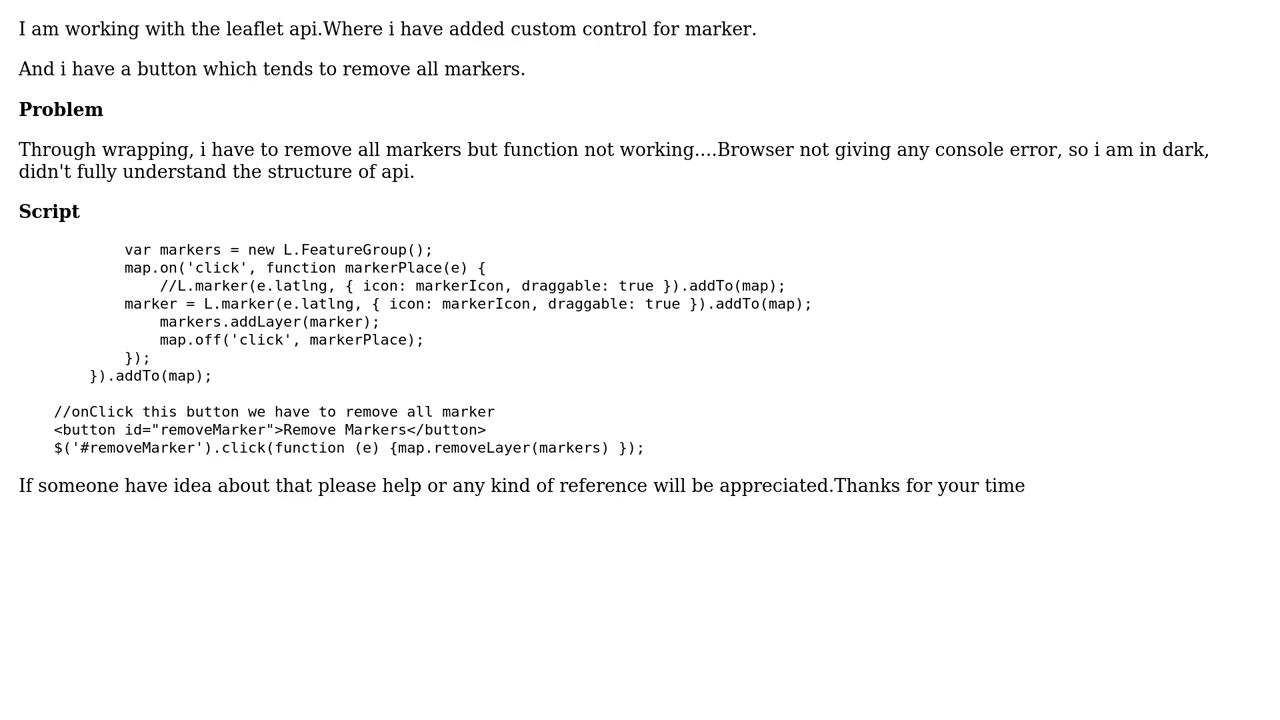 I am working with the leaflet api.Where i have added custom control for marker.
And i have a button which tends to remove all markers.
Problem
Through wrapping, i have to remove all markers but function not working....Browser not giving any console error, so i am in dark,
didn't fully understand the structure of api.
Script
            var markers = new L.FeatureGroup();
            map.on('click', function markerPlace(e) {
                //L.marker(e.latlng, { icon: markerIcon, draggable: true }).addTo(map);
            marker = L.marker(e.latlng, { icon: markerIcon, draggable: true }).addTo(map);
                markers.addLayer(marker);
                map.off('click', markerPlace);
            });
        }).addTo(map);
    //onClick this button we have to remove all marker
    <button id="removeMarker">Remove Markers</button>
    $('#removeMarker').click(function (e) {map.removeLayer(markers) });
If someone have idea about that please help or any kind of reference will be appreciated.Thanks for your time